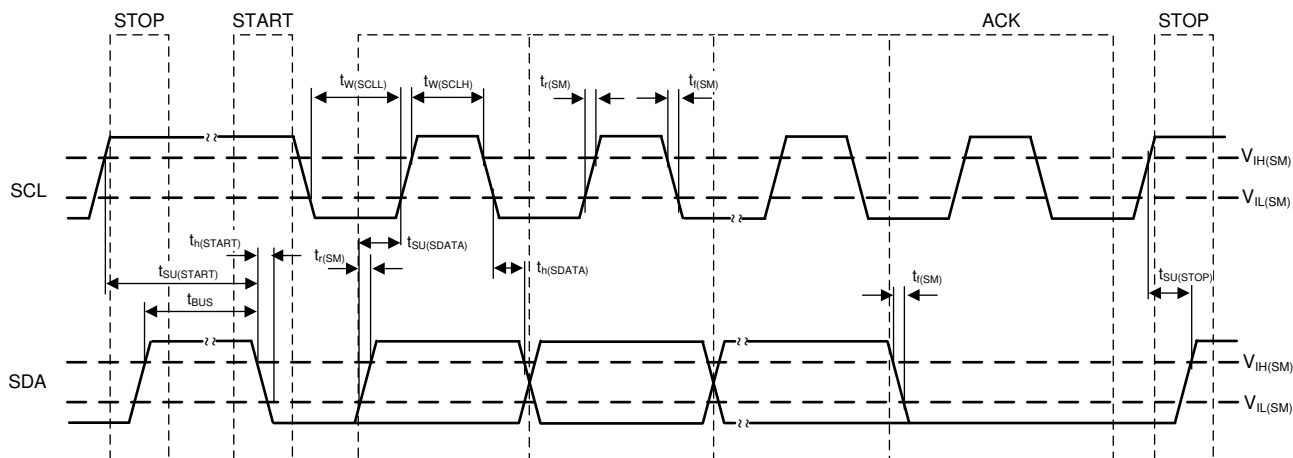 STOP START ACK STOP
tW(SCLL) tW(SCLH) tr(SM) tf(SM)
VIH(SM)
SCL
VIL(SM)
th(START) tr(SM) tSU(SDATA)
tSU(START) th(SDATA) tf(SM) tSU(STOP)
tBUS
VIH(SM)
SDA
VIL(SM)